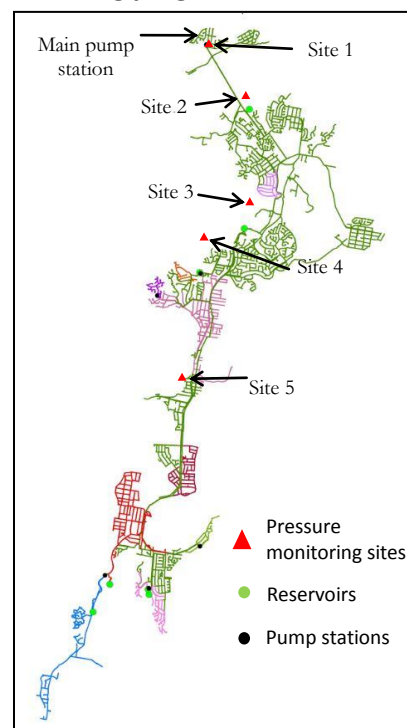 Main pump
station
Site 1
Site 2
Site 3
Site 4
Site 5
Pressure
monitoring sites
Reservoirs
Pump stations